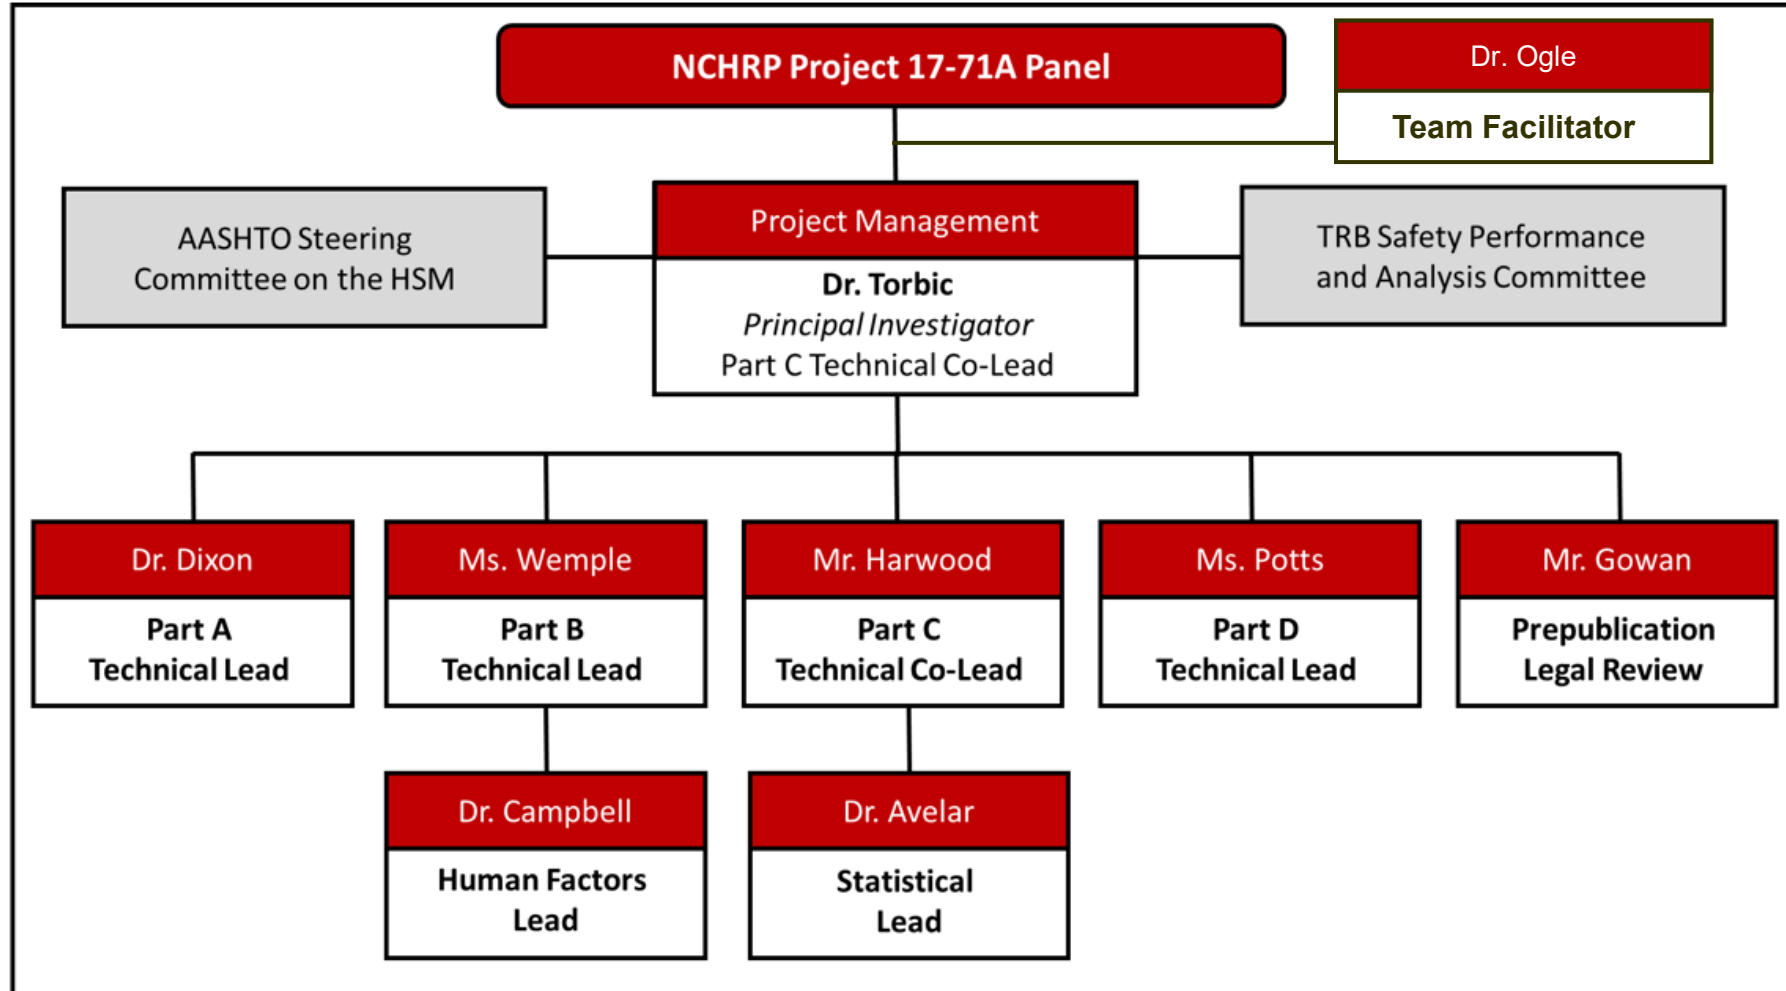 NCHRP Project 17-71A Panel
Dr. Ogle
Team Facilitator
AASHTO Steering
Committee on the HSM
Project Management
Dr. Torbic
Principal Investigator
Part C Technical Co-Lead
TRB Safety Performance
and Analysis Committee
Dr. Dixon
Part A
Technical Lead
Ms. Wemple
Part B
Technical Lead
Mr. Harwood
Part C
Technical Co-Lead
Ms. Potts
Part D
Technical Lead
Mr. Gowan
Prepublication
Legal Review
Dr. Campbell
Human Factors
Lead
Dr. Avelar
Statistical
Lead